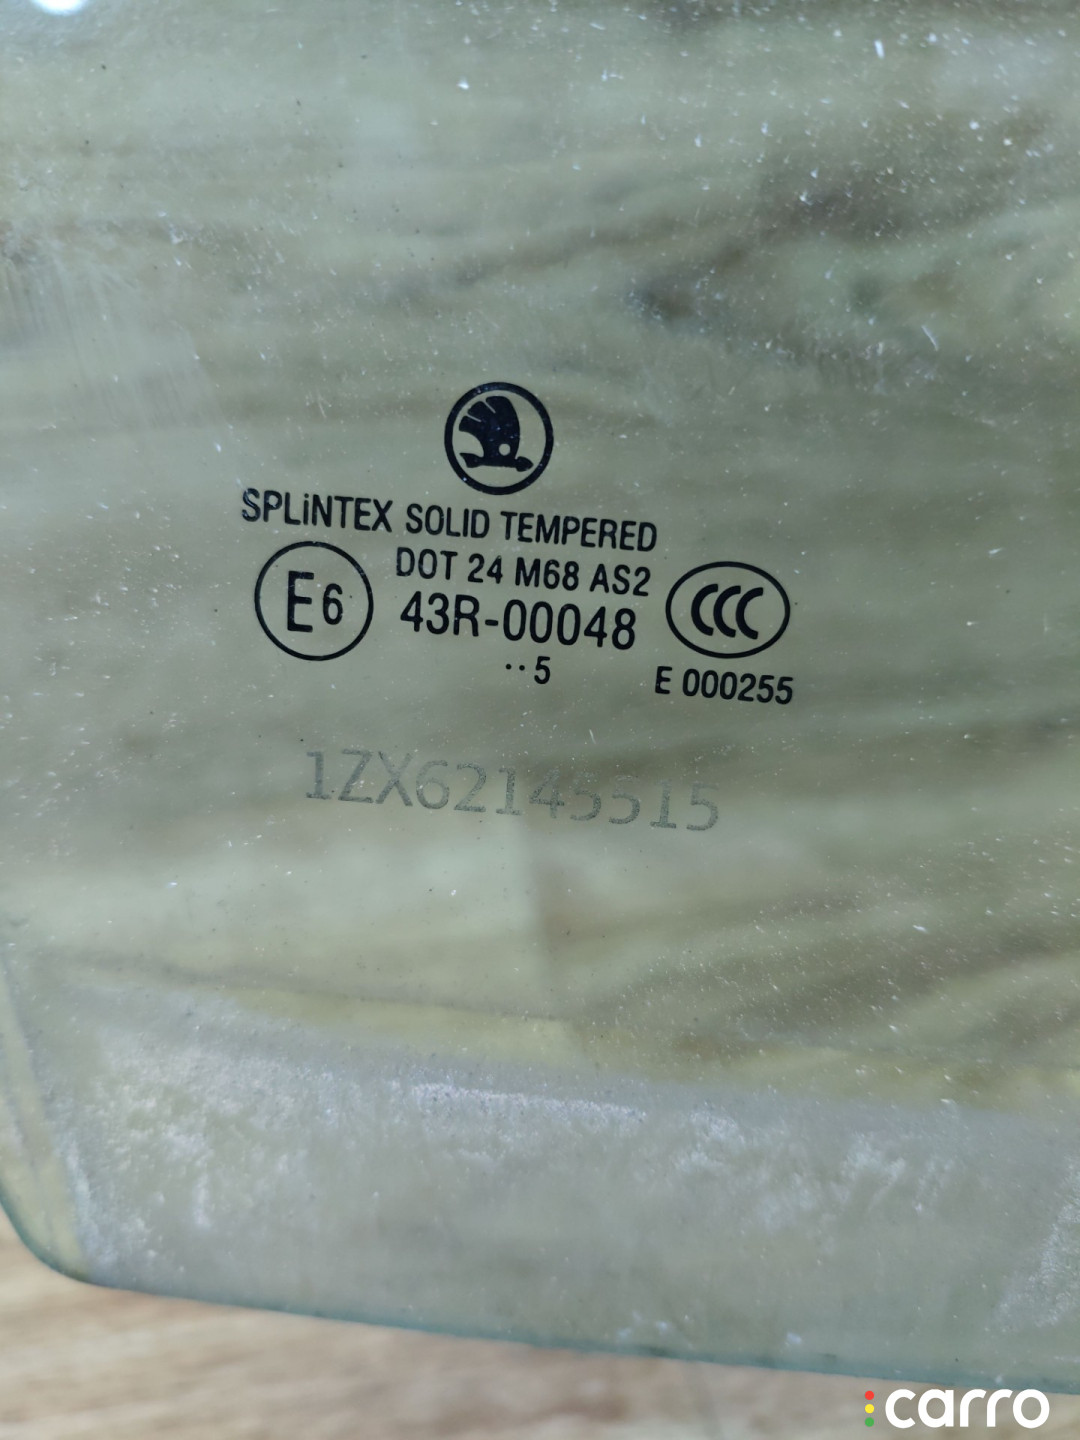 SPLiNTEX SOLID TEMPERED
DOT 24 M68 AS2
E6 43R-00048 CCC
··5
E 000255
1ZX62145515
carro